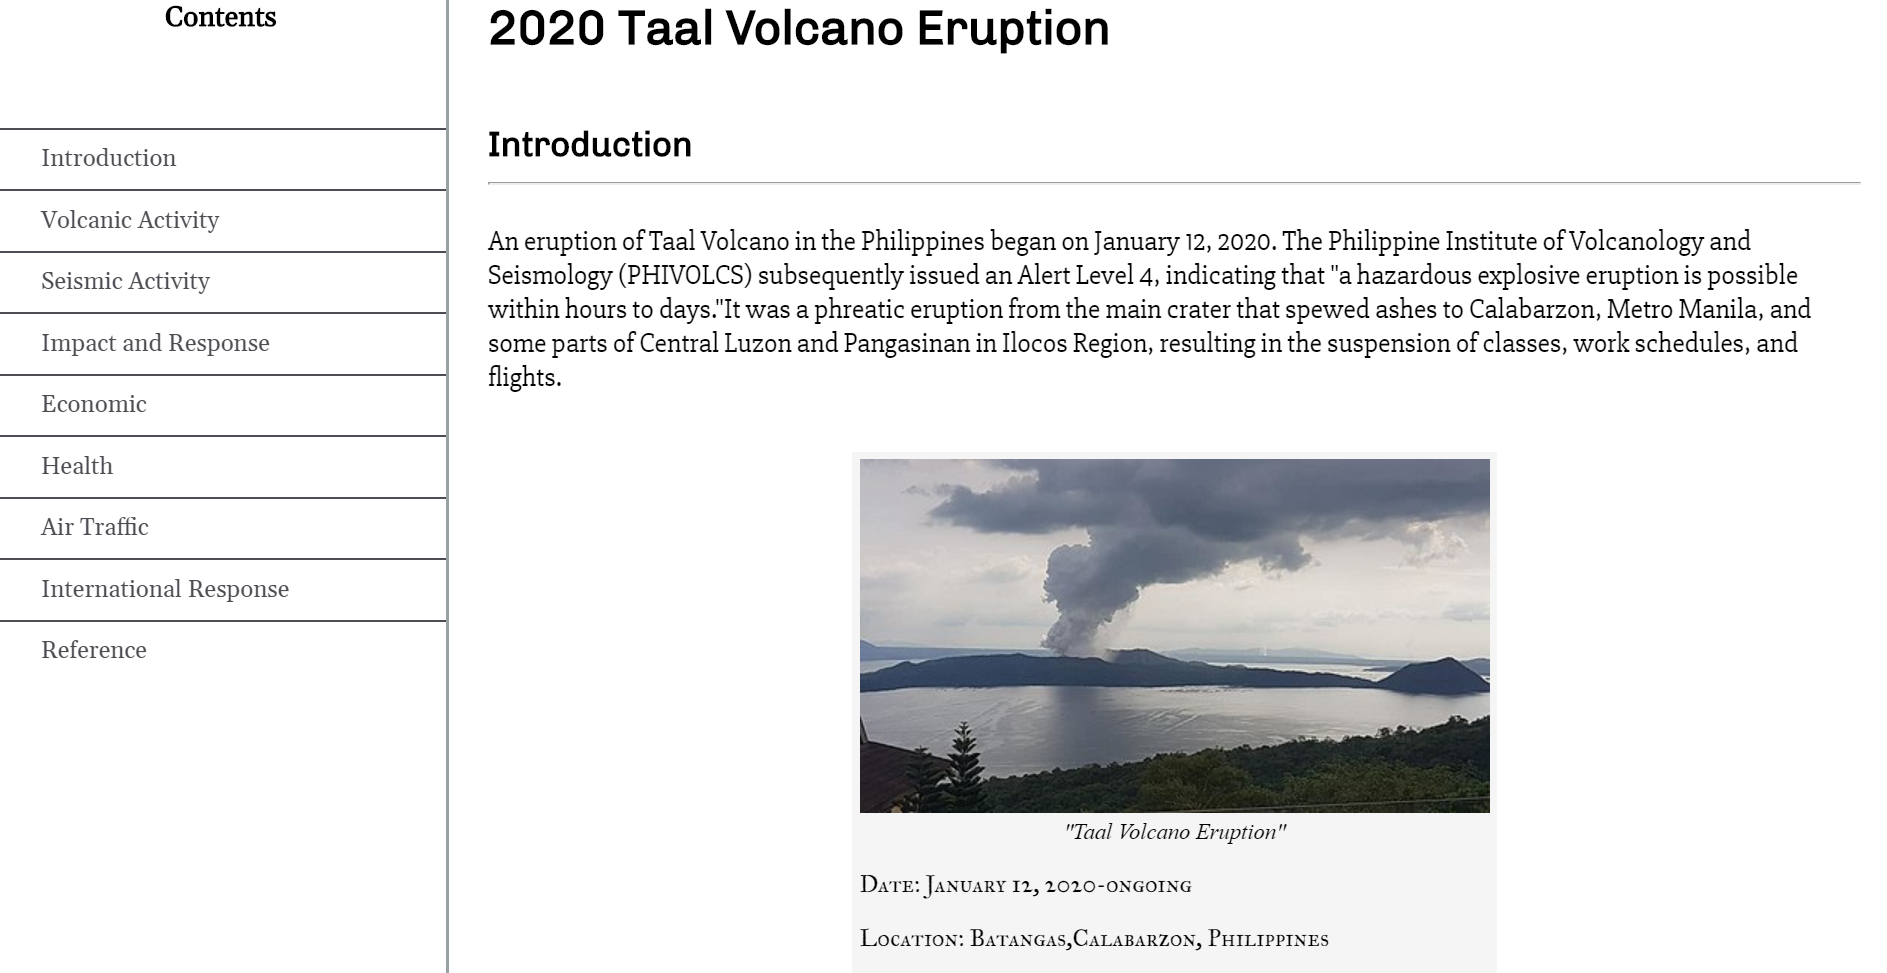 Contents
Introduction
Volcanic Activity
Seismic Activity
Impact and Response
Economic
Health
Air Traffic
International Response
Reference
2020 Taal Volcano Eruption
Introduction
An eruption of Taal Volcano in the Philippines began on January 12, 2020. The Philippine Institute of Volcanology and
Seismology (PHIVOLCS) subsequently issued an Alert Level 4, indicating that "a hazardous explosive eruption is possible
within hours to days."It was a phreatic eruption from the main crater that spewed ashes to Calabarzon, Metro Manila, and
some parts of Central Luzon and Pangasinan in Ilocos Region, resulting in the suspension of classes, work schedules, and
flights.
"Taal Volcano Eruption"
Date: January 12, 2020-ongoing
Location: Batangas,Calabarzon, Philippines